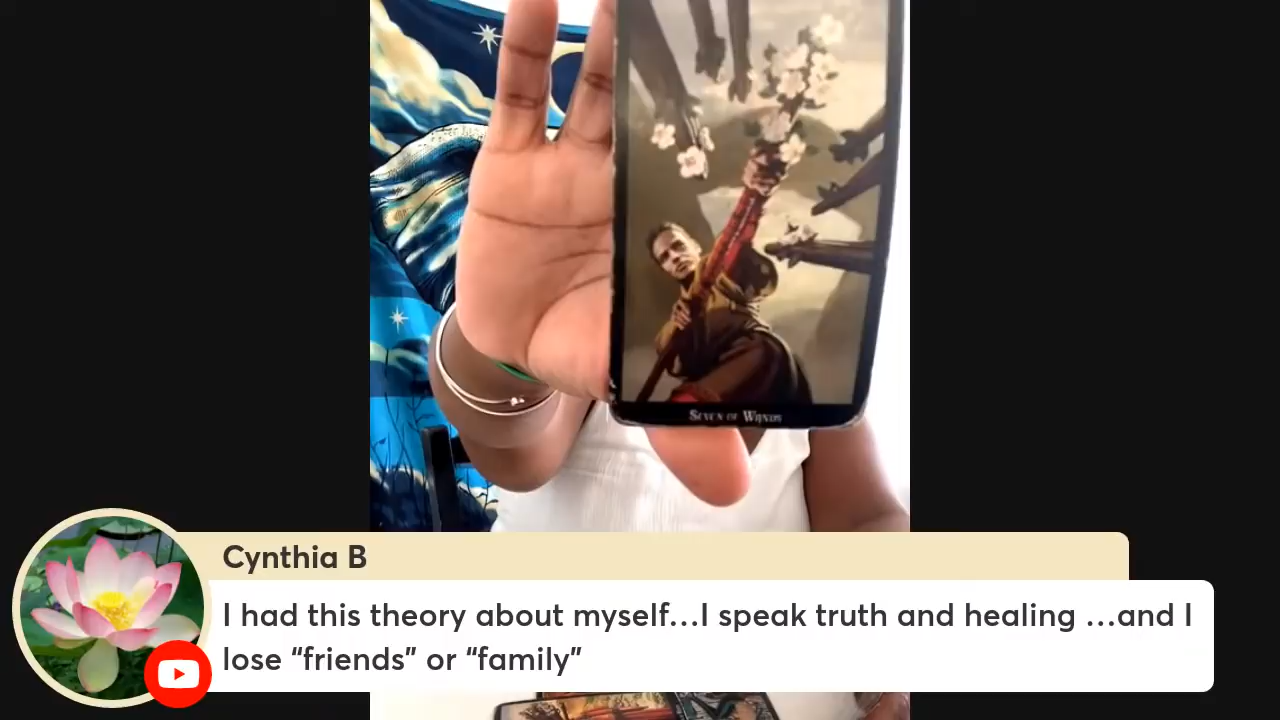 SEVEN OF WANDS
Cynthia B
I had this theory about myself...I speak truth and healing ...and I
lose “friends” or “family”